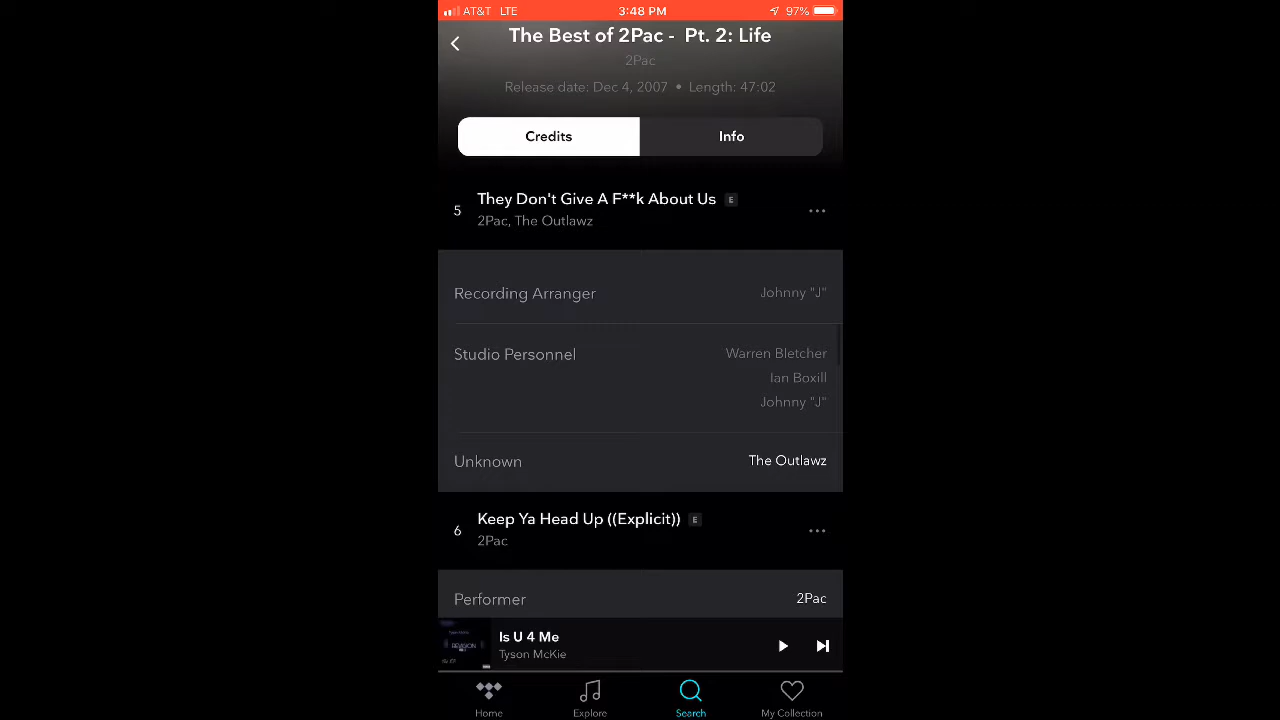 AT&T LTE 3:48 PM 97%
The Best of 2Pac - Pt. 2: Life
2Pac
Release date: Dec 4, 2007 • Length: 47:02
Credits Info
5 They Don't Give A F**k About Us E
2Pac, The Outlawz
Recording Arranger Johnny "J"
Studio Personnel Warren Bletcher
Ian Boxill
Johnny "J"
Unknown The Outlawz
6 Keep Ya Head Up ((Explicit)) E
2Pac
Performer 2Pac
Is U 4 Me
Tyson McKie
Home Explore Search My Collection